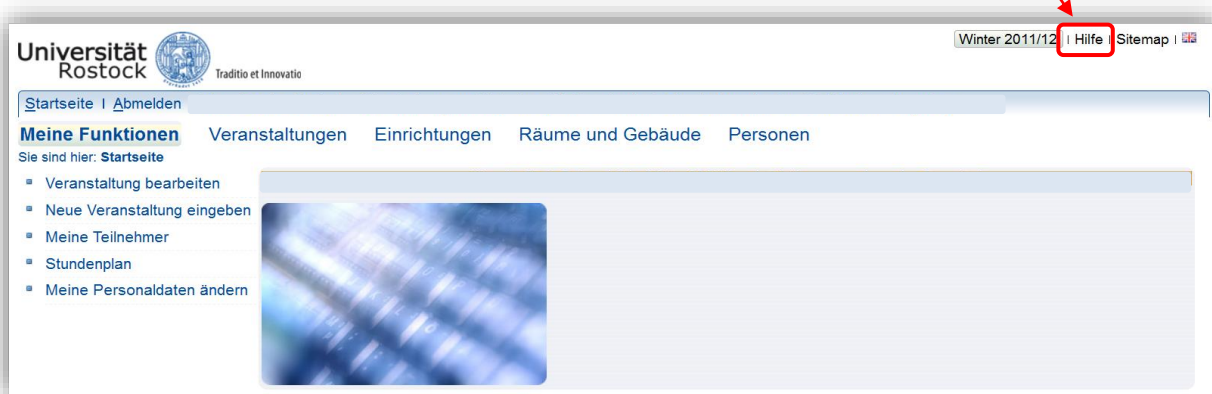 Winter 2011/12 | Hilfe | Sitemap |
Universität
Rostock
Traditio et Innovatio
Startseite | Abmelden
Meine Funktionen Veranstaltungen Einrichtungen Räume und Gebäude Personen
Sie sind hier: Startseite
Veranstaltung bearbeiten
Neue Veranstaltung eingeben
Meine Teilnehmer
Stundenplan
Meine Personaldaten ändern